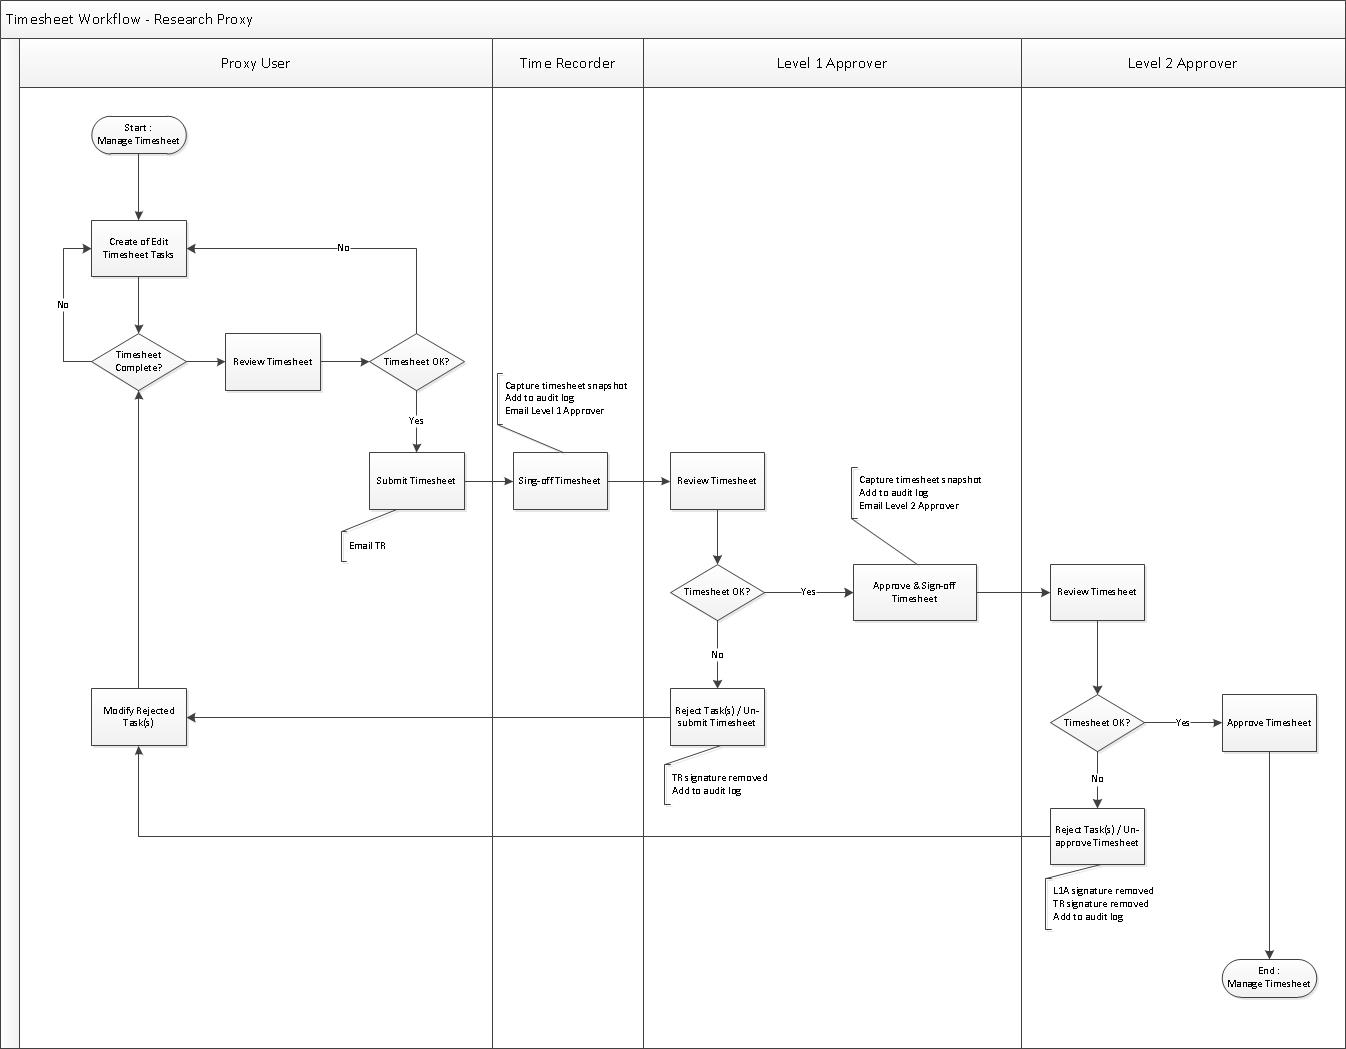 Timesheet Workflow - Research Proxy
Proxy User
Time Recorder
Level 1 Approver
Level 2 Approver
Start :
Manage Timesheet
Create of Edit
Timesheet Tasks
No
No
Timesheet
Complete?
Review Timesheet
Timesheet OK?
Yes
Submit Timesheet
Email TR
Modify Rejected
Task(s)
Capture timesheet snapshot
Add to audit log
Email Level 1 Approver
Sing-off Timesheet
Review Timesheet
Timesheet OK?
Yes
No
Capture timesheet snapshot
Add to audit log
Email Level 2 Approver
Approve & Sign-off
Timesheet
Reject Task(s) / Un-
submit Timesheet
TR signature removed
Add to audit log
Review Timesheet
Timesheet OK?
Yes
Approve Timesheet
No
Reject Task(s) / Un-
approve Timesheet
L1A signature removed
TR signature removed
Add to audit log
End :
Manage Timesheet